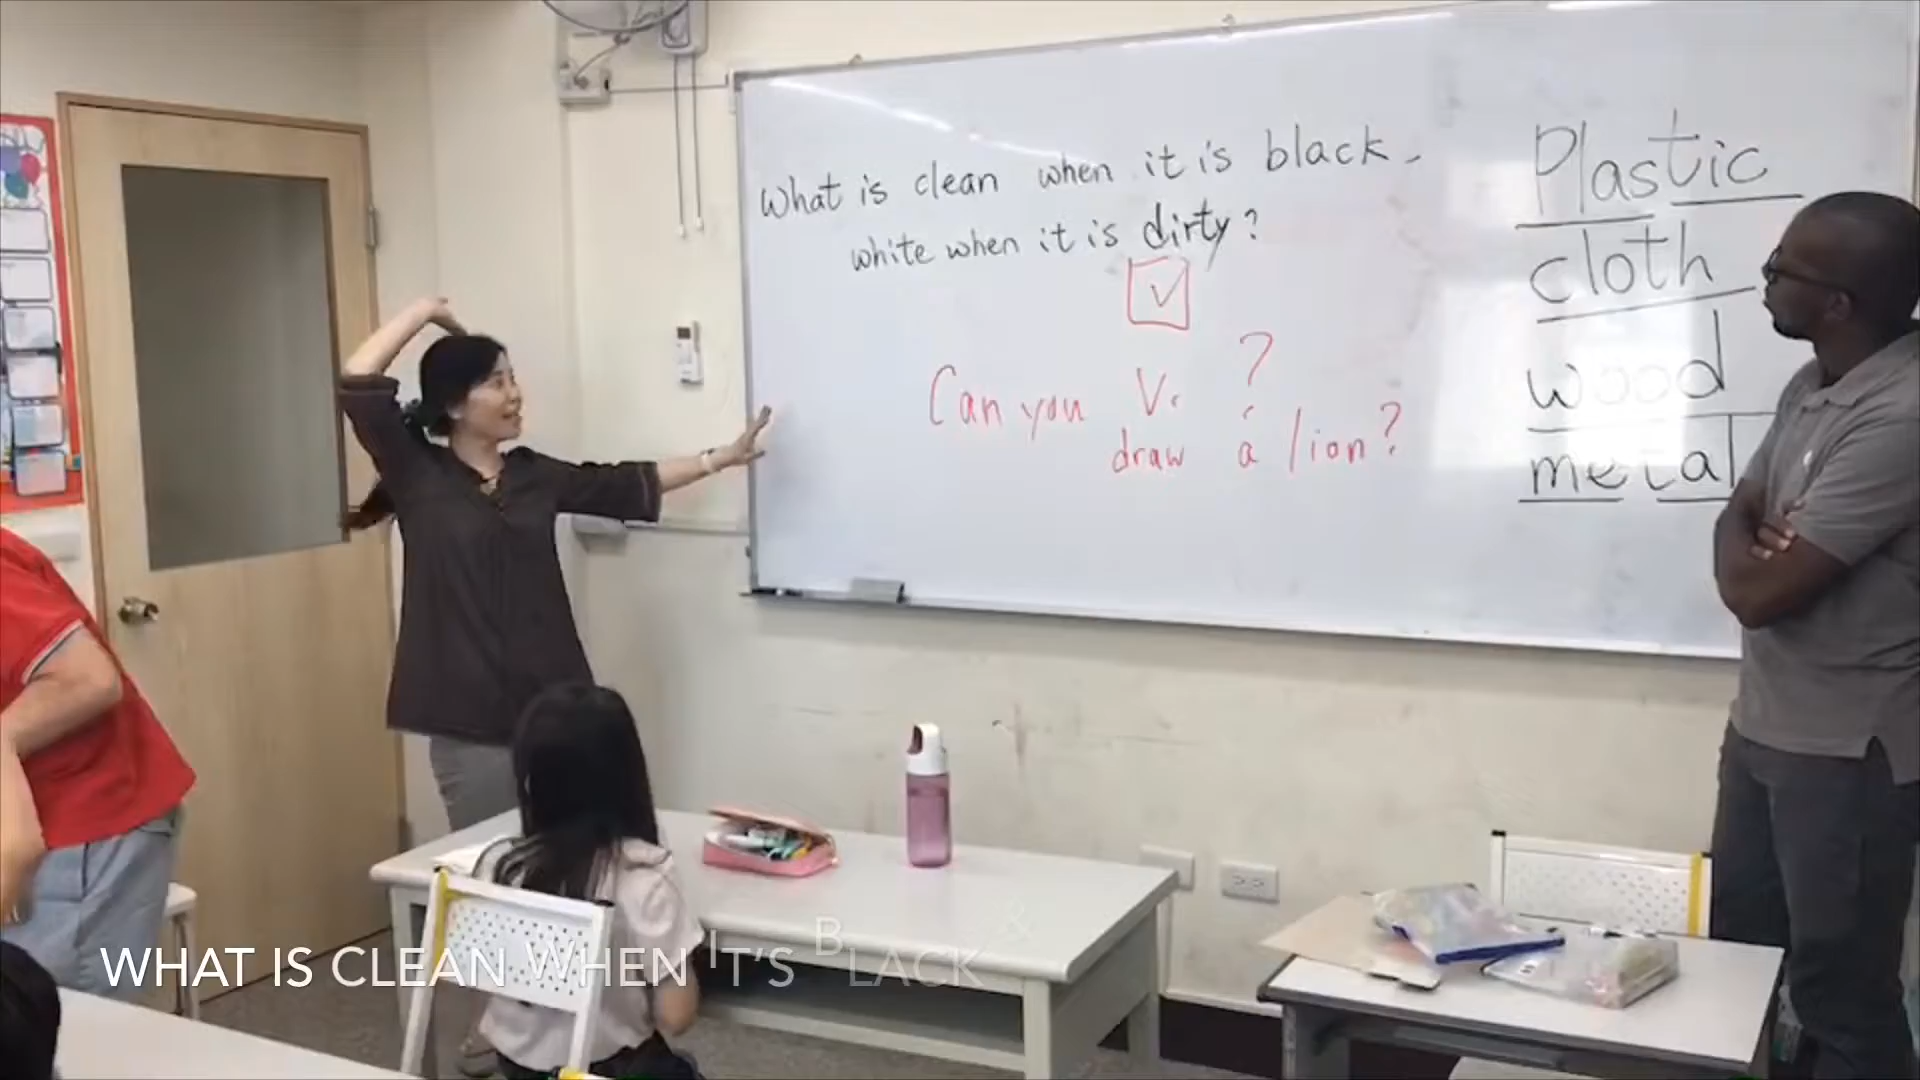 What is clean when it is black,
white when it is dirty?
V
?
Can you V.
draw a lion?
Plastic
cloth
wood
metal
WHAT IS CLEAN WHEN IT'S BLACK &